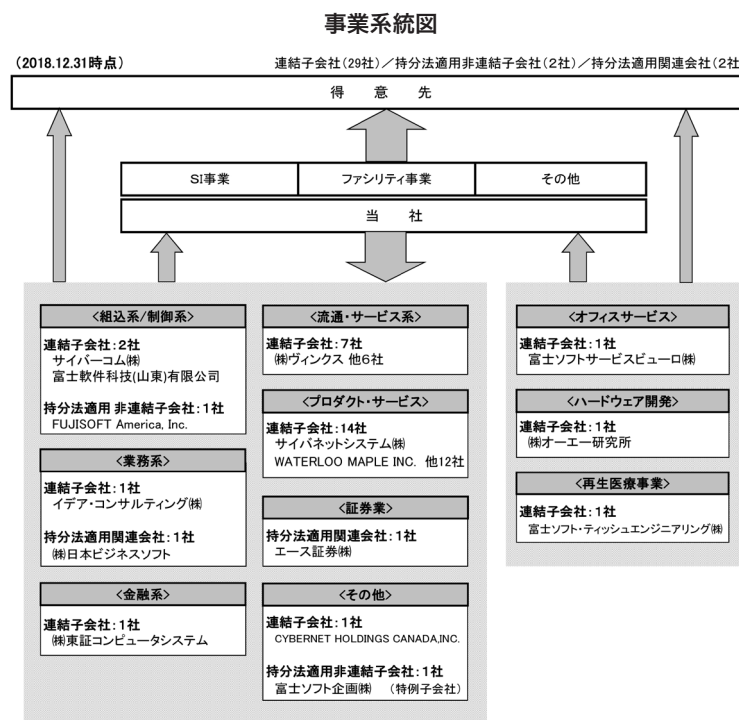 事業系統図
(2018.12.31時点)
連結子会社(29社)/持分法適用非連結子会社(2社)/持分法適用関連会社(2社
得 意 先
SI事業
ファシリティ事業
その他
当 社
<組込系/制御系>
連結子会社:2社
サイバーコム㈱
富士軟件科技(山東)有限公司
持分法適用 非連結子会社:1社
FUJISOFT America, Inc.
<業務系>
連結子会社:1社
イデア・コンサルティング㈱
持分法適用関連会社:1社
㈱日本ビジネスソフト
<金融系>
連結子会社:1社
㈱東証コンピュータシステム
<流通・サービス系>
連結子会社:7社
㈱ヴィンクス 他6社
<プロダクト・サービス>
連結子会社:14社
サイバネットシステム㈱
WATERLOO MAPLE INC. 他12社
<証券業>
持分法適用関連会社:1社
エース証券㈱
<その他>
連結子会社:1社
CYBERNET HOLDINGS CANADA,INC.
持分法適用非連結子会社:1社
富士ソフト企画㈱ (特例子会社)
<オフィスサービス>
連結子会社:1社
富士ソフトサービスビューロ㈱
<ハードウェア開発>
連結子会社:1社
㈱オーエー研究所
<再生医療事業>
連結子会社:1社
富士ソフト・ティッシュエンジニアリング㈱